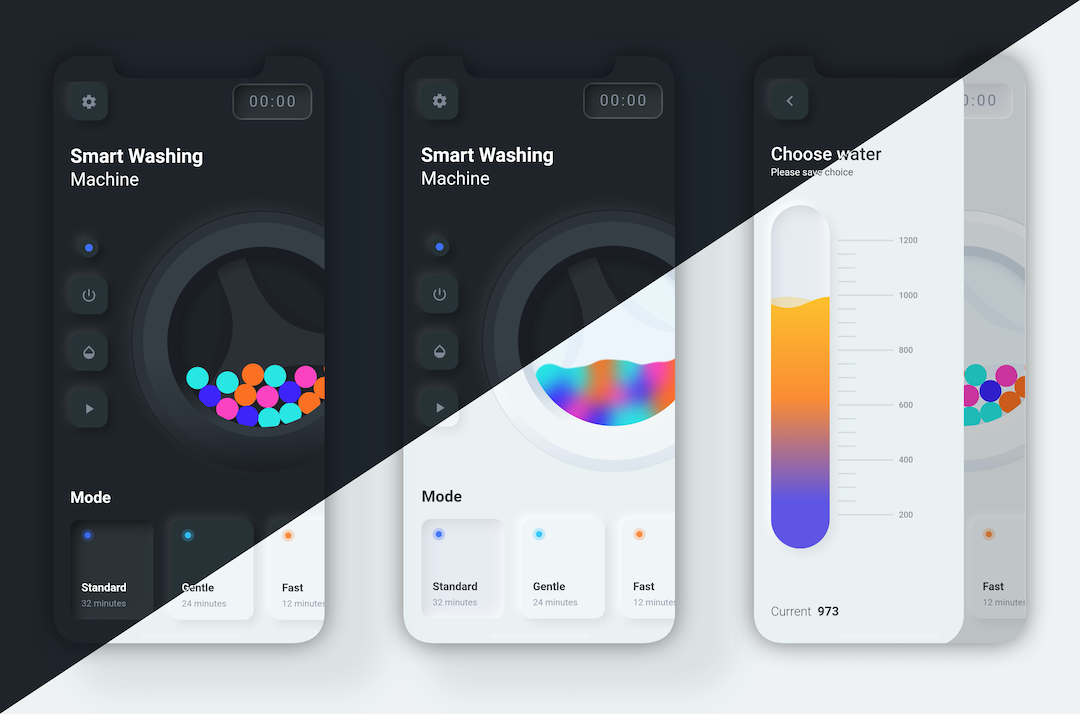 00:00
Smart Washing
Machine
Mode
Standard
32 minutes
Gentle
24 minutes
Fast
12 minutes
00:00
Smart Washing
Machine
Mode
Standard
32 minutes
Gentle
24 minutes
Fast
12 minutes
Choose water
Please save choice
1200
1000
800
600
400
200
Current 973
0:00
Fast
12 minutes